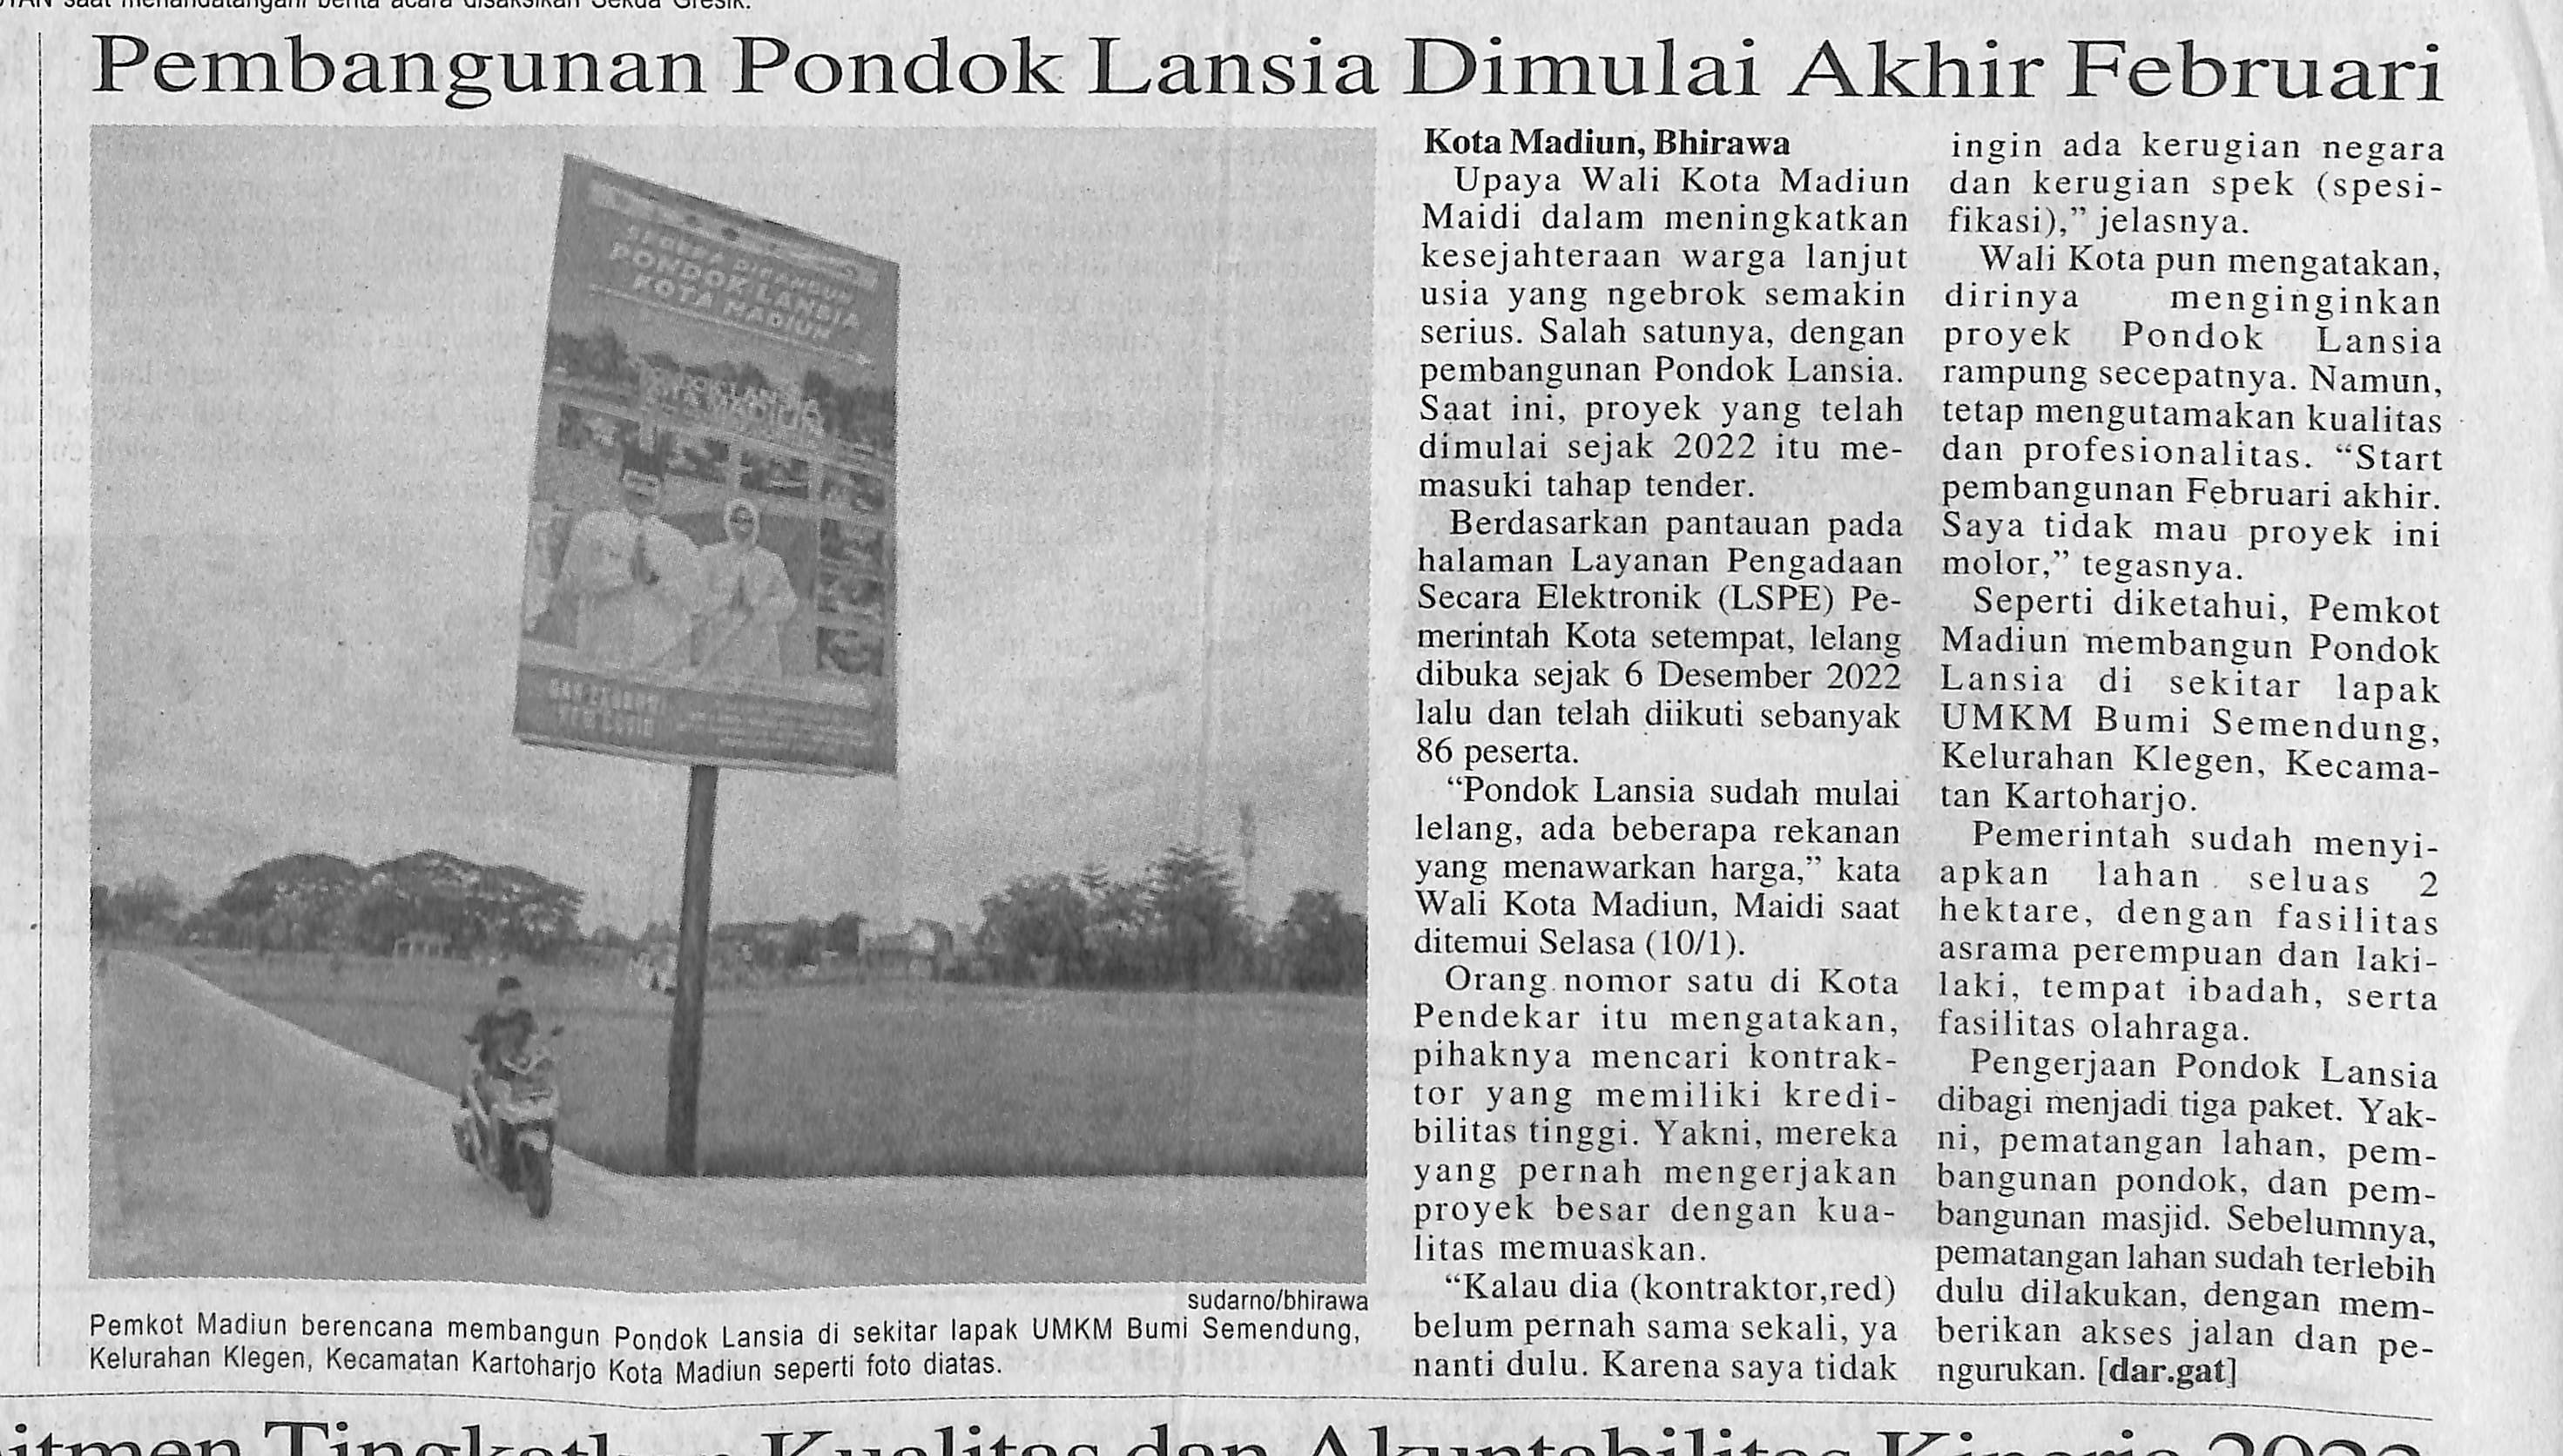 saat menandatangani berita acara disaksikan Sekda Gresik.
Pembangunan Pondok Lansia Dimulai Akhir Februari
SEGERA DIBANGUN
PONDOK LANSIA
KOTA MADIUN
sudarno/bhirawa
Pemkot Madiun berencana membangun Pondok Lansia di sekitar lapak UMKM Bumi Semendung,
Kelurahan Klegen, Kecamatan Kartoharjo Kota Madiun seperti foto diatas.
Kota Madiun, Bhirawa
Upaya Wali Kota Madiun
Maidi dalam meningkatkan
kesejahteraan warga lanjut
usia yang ngebrok semakin
serius. Salah satunya, dengan
pembangunan Pondok Lansia.
Saat ini, proyek yang telah
dimulai sejak 2022 itu me-
masuki tahap tender.
Berdasarkan pantauan pada
halaman Layanan Pengadaan
Secara Elektronik (LSPE) Pe-
merintah Kota setempat, lelang
dibuka sejak 6 Desember 2022
lalu dan telah diikuti sebanyak
86 peserta.
“Pondok Lansia sudah mulai
lelang, ada beberapa rekanan
yang menawarkan harga,” kata
Wali Kota Madiun, Maidi saat
ditemui Selasa (10/1).
Orang nomor satu di Kota
Pendekar itu mengatakan,
pihaknya mencari kontrak-
tor yang memiliki kredi-
bilitas tinggi. Yakni, mereka
yang pernah mengerjakan
proyek besar dengan kua-
litas memuaskan.
“Kalau dia (kontraktor,red)
belum pernah sama sekali, ya
nanti dulu. Karena saya tidak
ingin ada kerugian negara
dan kerugian spek (spesi-
fikasi),” jelasnya.
Wali Kota pun mengatakan,
dirinya menginginkan
proyek Pondok Lansia
rampung secepatnya. Namun,
tetap mengutamakan kualitas
dan profesionalitas. “Start
pembangunan Februari akhir.
Saya tidak mau proyek ini
molor,” tegasnya.
Seperti diketahui, Pemkot
Madiun membangun Pondok
Lansia di sekitar lapak
UMKM Bumi Semendung,
Kelurahan Klegen, Kecama-
tan Kartoharjo.
Pemerintah sudah menyi-
apkan lahan seluas 2
hektare, dengan fasilitas
asrama perempuan dan laki-
laki, tempat ibadah, serta
fasilitas olahraga.
Pengerjaan Pondok Lansia
dibagi menjadi tiga paket. Yak-
ni, pematangan lahan, pem-
bangunan pondok, dan pem-
bangunan masjid. Sebelumnya,
pematangan lahan sudah terlebih
dulu dilakukan, dengan mem-
berikan akses jalan dan pe-
ngurukan. [dar.gat]
Kualitas dan Akuntabilitas Kinerja